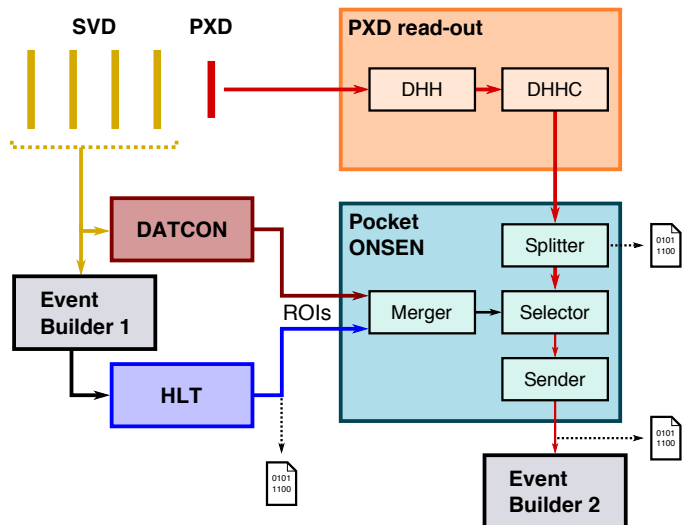 SVD
PXD
PXD read-out
DHH
DHHC
DATCON
Pocket
ONSEN
Splitter
0101
1100
Event
Builder 1
ROIs
Merger
Selector
HLT
Sender
0101
1100
0101
1100
Event
Builder 2